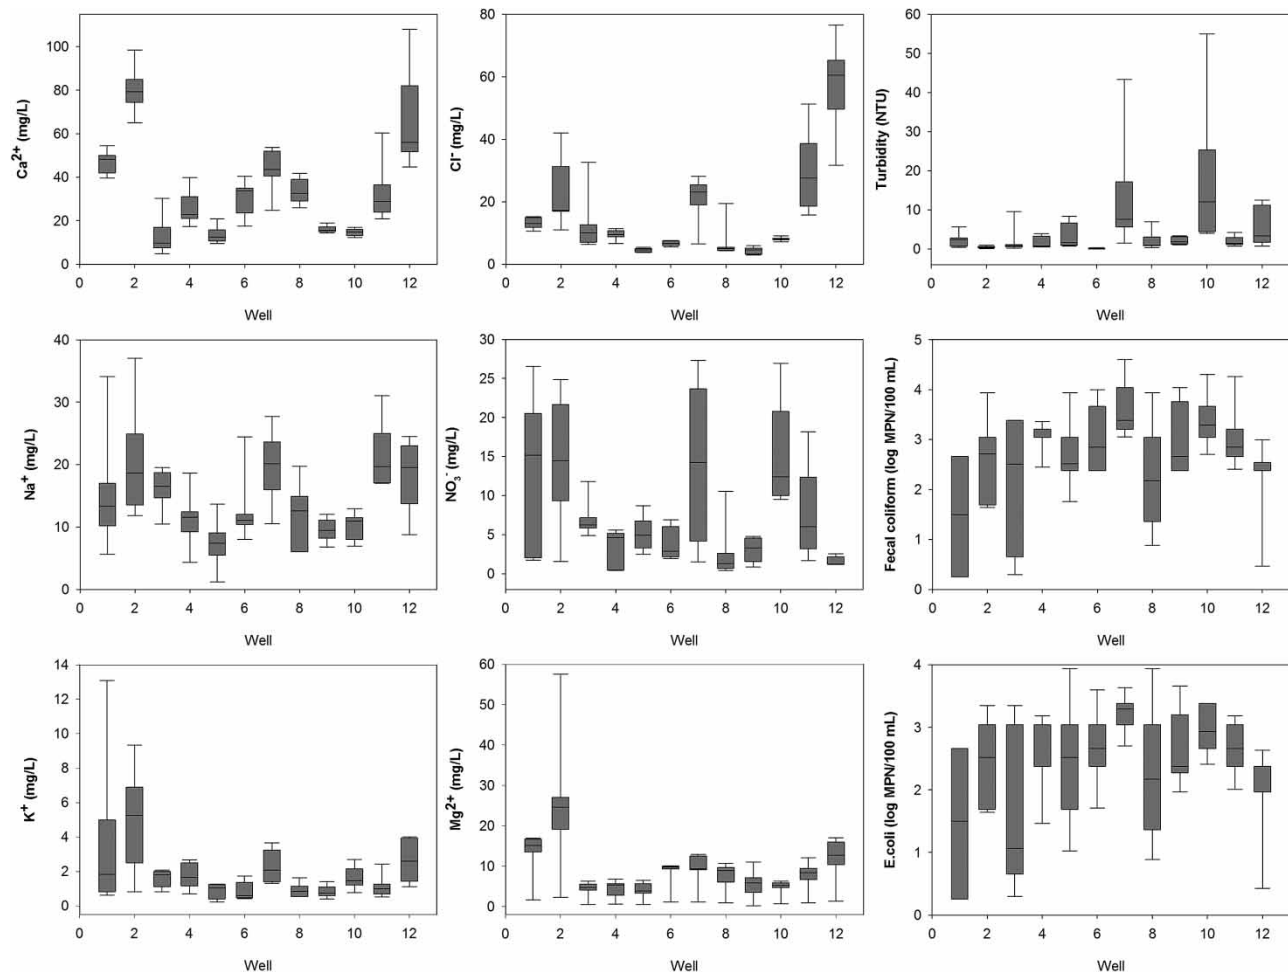 Ca2+ (mg/L)
100
80
60
40
20
0
0 2 4 6 8 10 12
Well
Cl- (mg/L)
80
60
40
20
0
0 2 4 6 8 10 12
Well
Turbidity (NTU)
60
50
40
30
20
10
0
0 2 4 6 8 10 12
Well
Na+ (mg/L)
40
30
20
10
0
0 2 4 6 8 10 12
Well
NO3- (mg/L)
30
25
20
15
10
5
0
0 2 4 6 8 10 12
Well
Fecal coliform (log MPN/100 mL)
5
4
3
2
1
0
0 2 4 6 8 10 12
Well
K+ (mg/L)
14
12
10
8
6
4
2
0
0 2 4 6 8 10 12
Well
Mg2+ (mg/L)
60
50
40
30
20
10
0
0 2 4 6 8 10 12
Well
E.coli (log MPN/100 mL)
4
3
2
1
0
0 2 4 6 8 10 12
Well